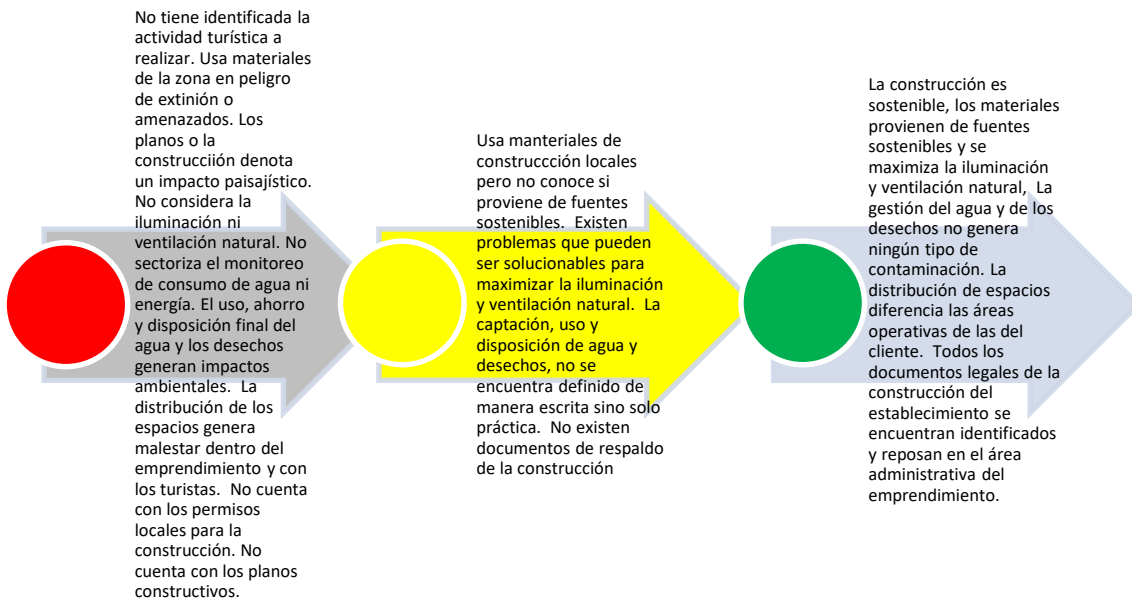 No tiene identificada la
actividad turística a
realizar. Usa materiales
de la zona en peligro
de extinión o
amenazados. Los
planos o la
construcciión denota
un impacto paisajístico.
No considera la
iluminación ni
ventilación natural. No
sectoriza el monitoreo
de consumo de agua ni
energía. El uso, ahorro
y disposición final del
agua y los desechos
generan impactos
ambientales. La
distribución de los
espacios genera
malestar dentro del
emprendimiento y con
los turistas. No cuenta
con los permisos
locales para la
construcción. No
cuenta con los planos
constructivos.
Usa manteriales de
construccción locales
pero no conoce si
proviene de fuentes
sostenibles. Existen
problemas que pueden
ser solucionables para
maximizar la iluminación
y ventilación natural. La
captación, uso y
disposición de agua y
desechos, no se
encuentra definido de
manera escrita sino solo
práctica. No existen
documentos de respaldo
de la construcción
La construcción es
sostenible, los materiales
provienen de fuentes
sostenibles y se
maximiza la iluminación
y ventilación natural, La
gestión del agua y de los
desechos no genera
ningún tipo de
contaminación. La
distribución de espacios
diferencia las áreas
operativas de las del
cliente. Todos los
documentos legales de la
construcción del
establecimiento se
encuentran identificados
y reposan en el área
administrativa del
emprendimiento.